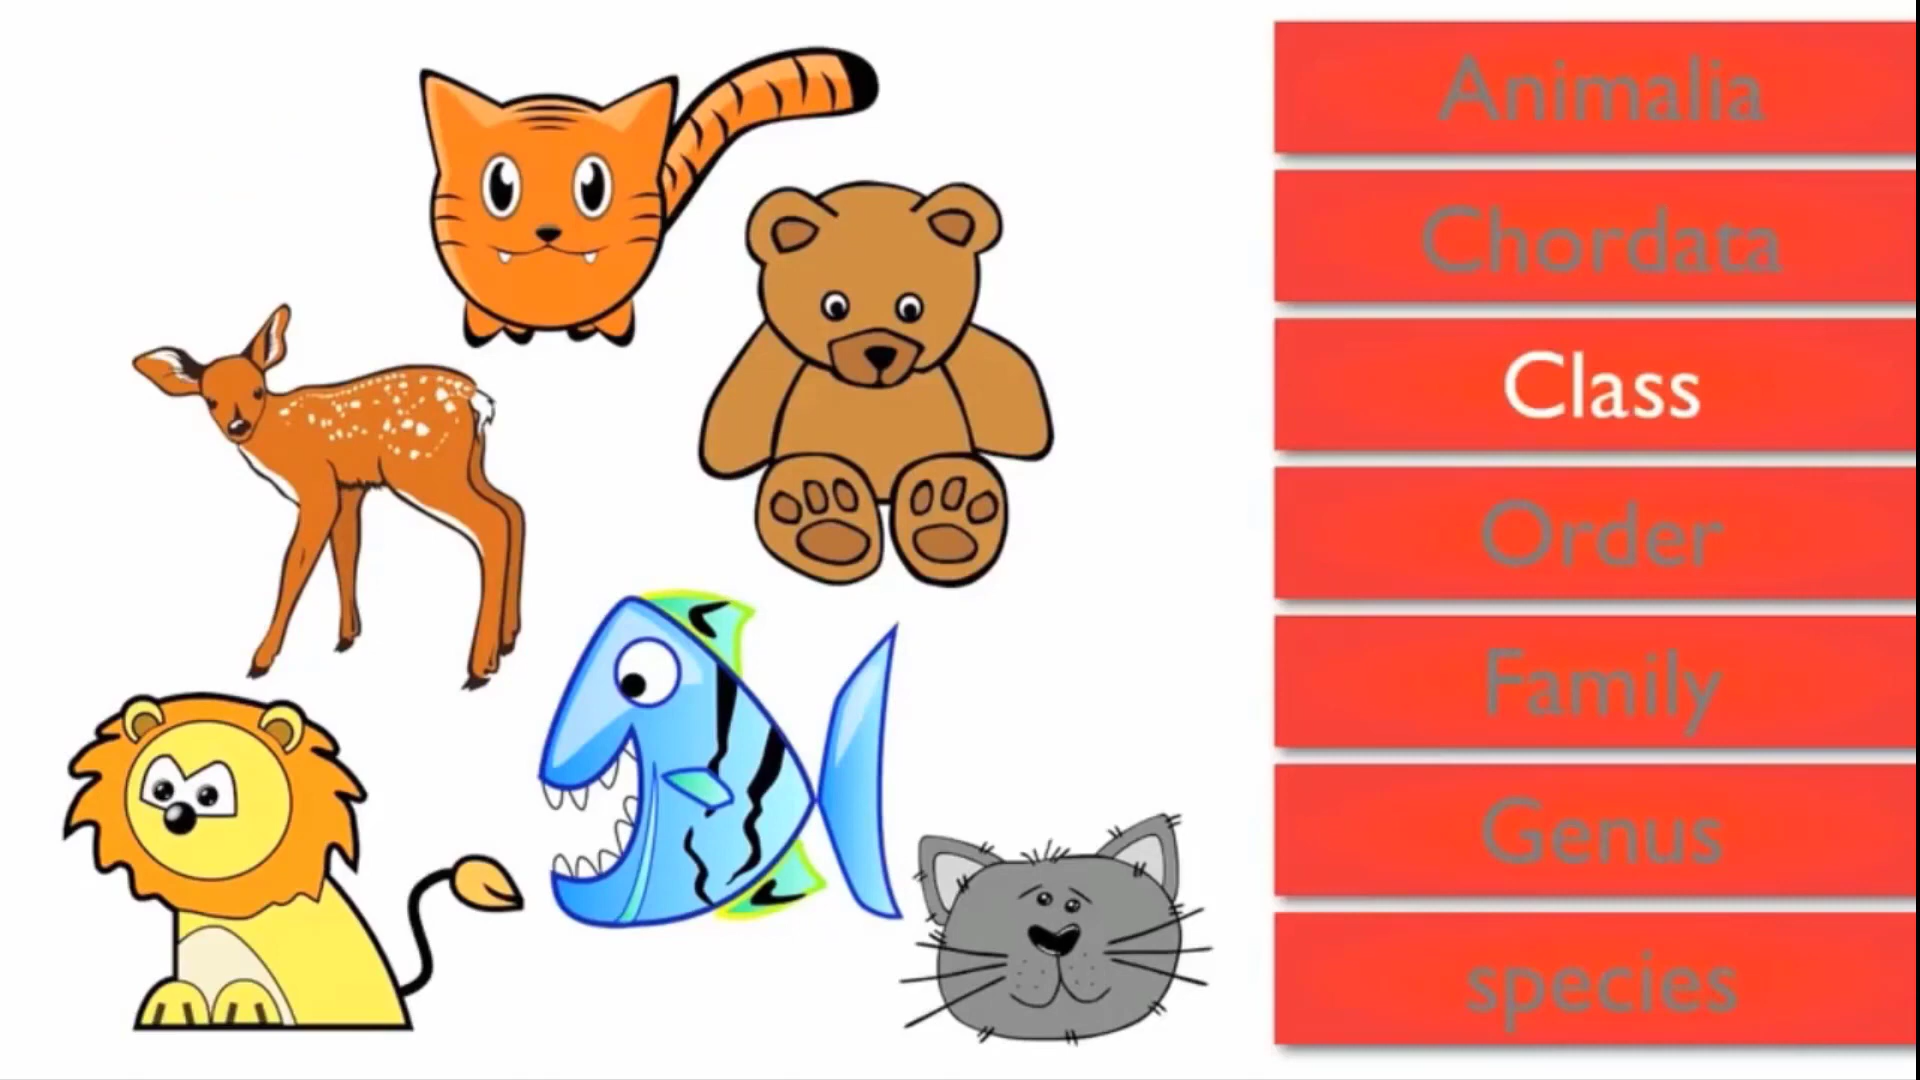 Animalia
Chordata
Class
Order
Family
Genus
species